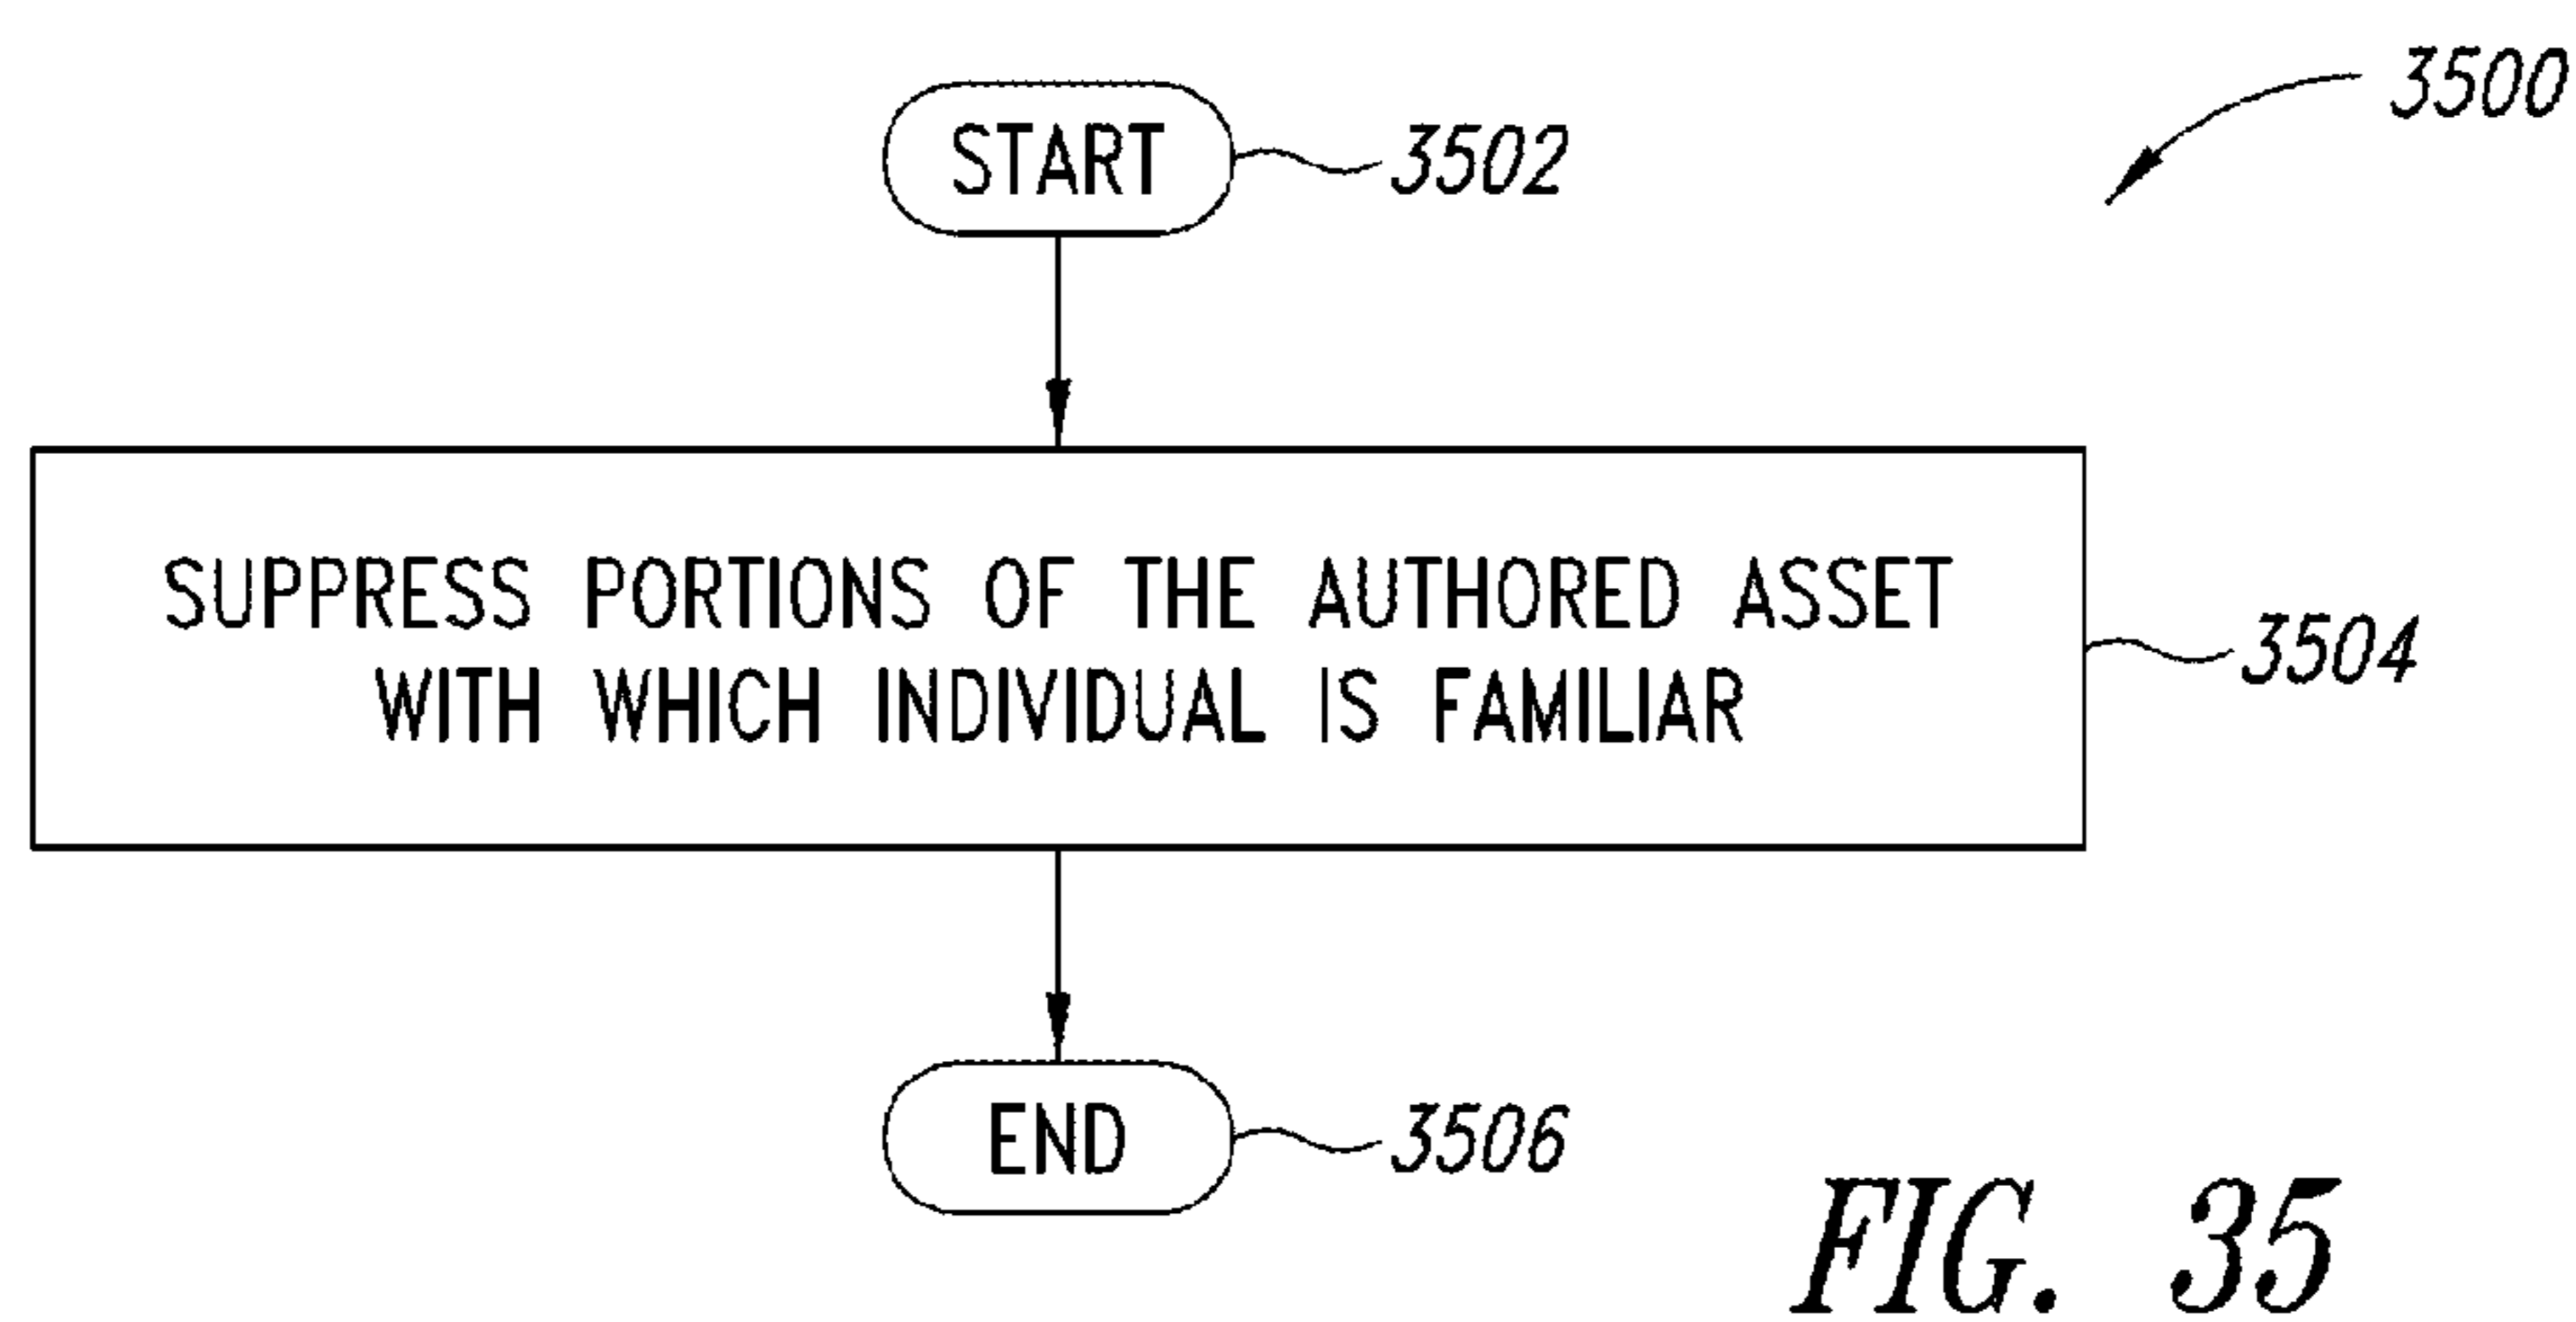 3500
START
3502
SUPPRESS PORTIONS OF THE AUTHORED ASSET
WITH WHICH INDIVIDUAL IS FAMILIAR
3504
END
3506
FIG. 35